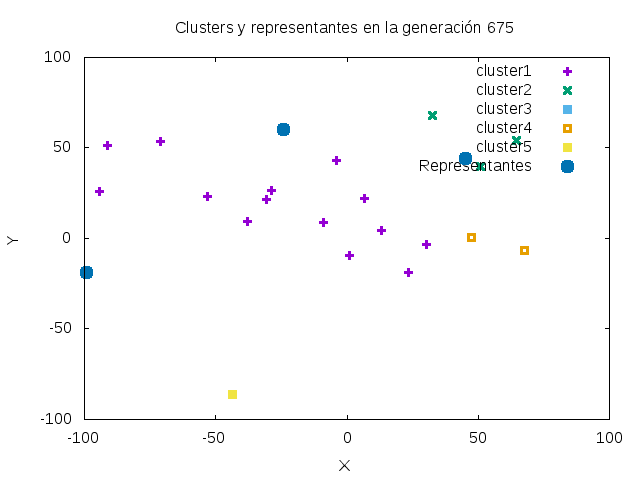 Clusters y representantes en la generación 675
100
50
0
-50
-100
-100
-50
0
50
100
X
Y
cluster1
cluster2
cluster3
cluster4
cluster5
Representantes